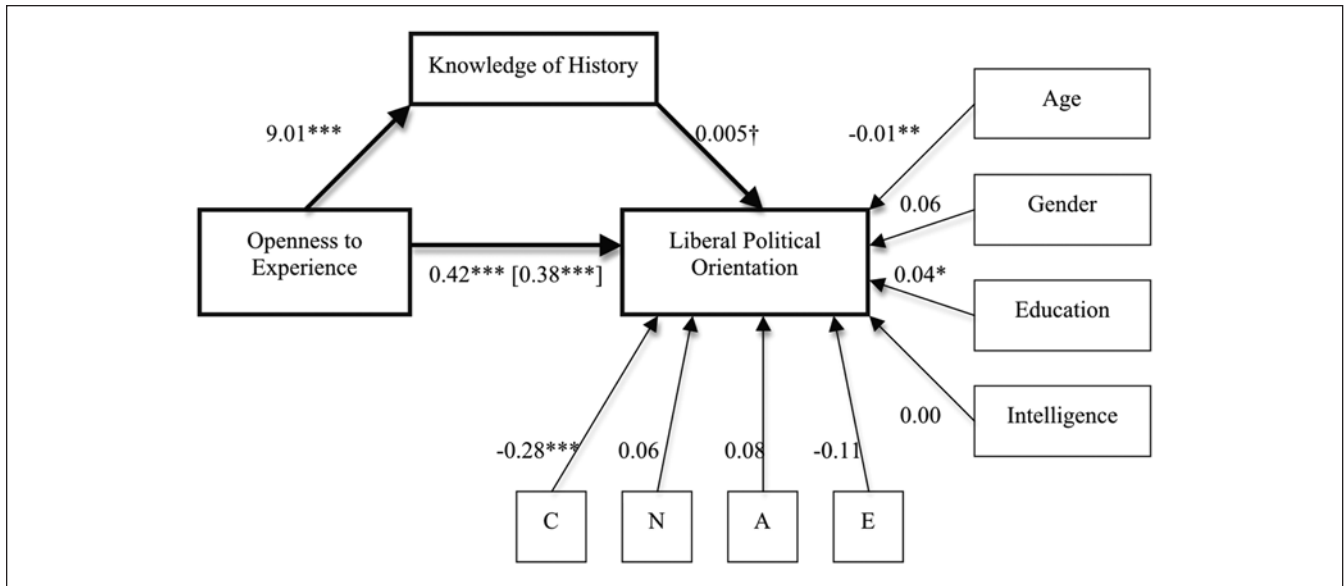 Knowledge of History
9.01***
0.005†
Openness to
Experience
0.42*** [0.38***]
Liberal Political
Orientation
-0.01**
Age
0.06
Gender
0.04*
Education
0.00
Intelligence
-0.28***
0.06
0.08
-0.11
C
N
A
E